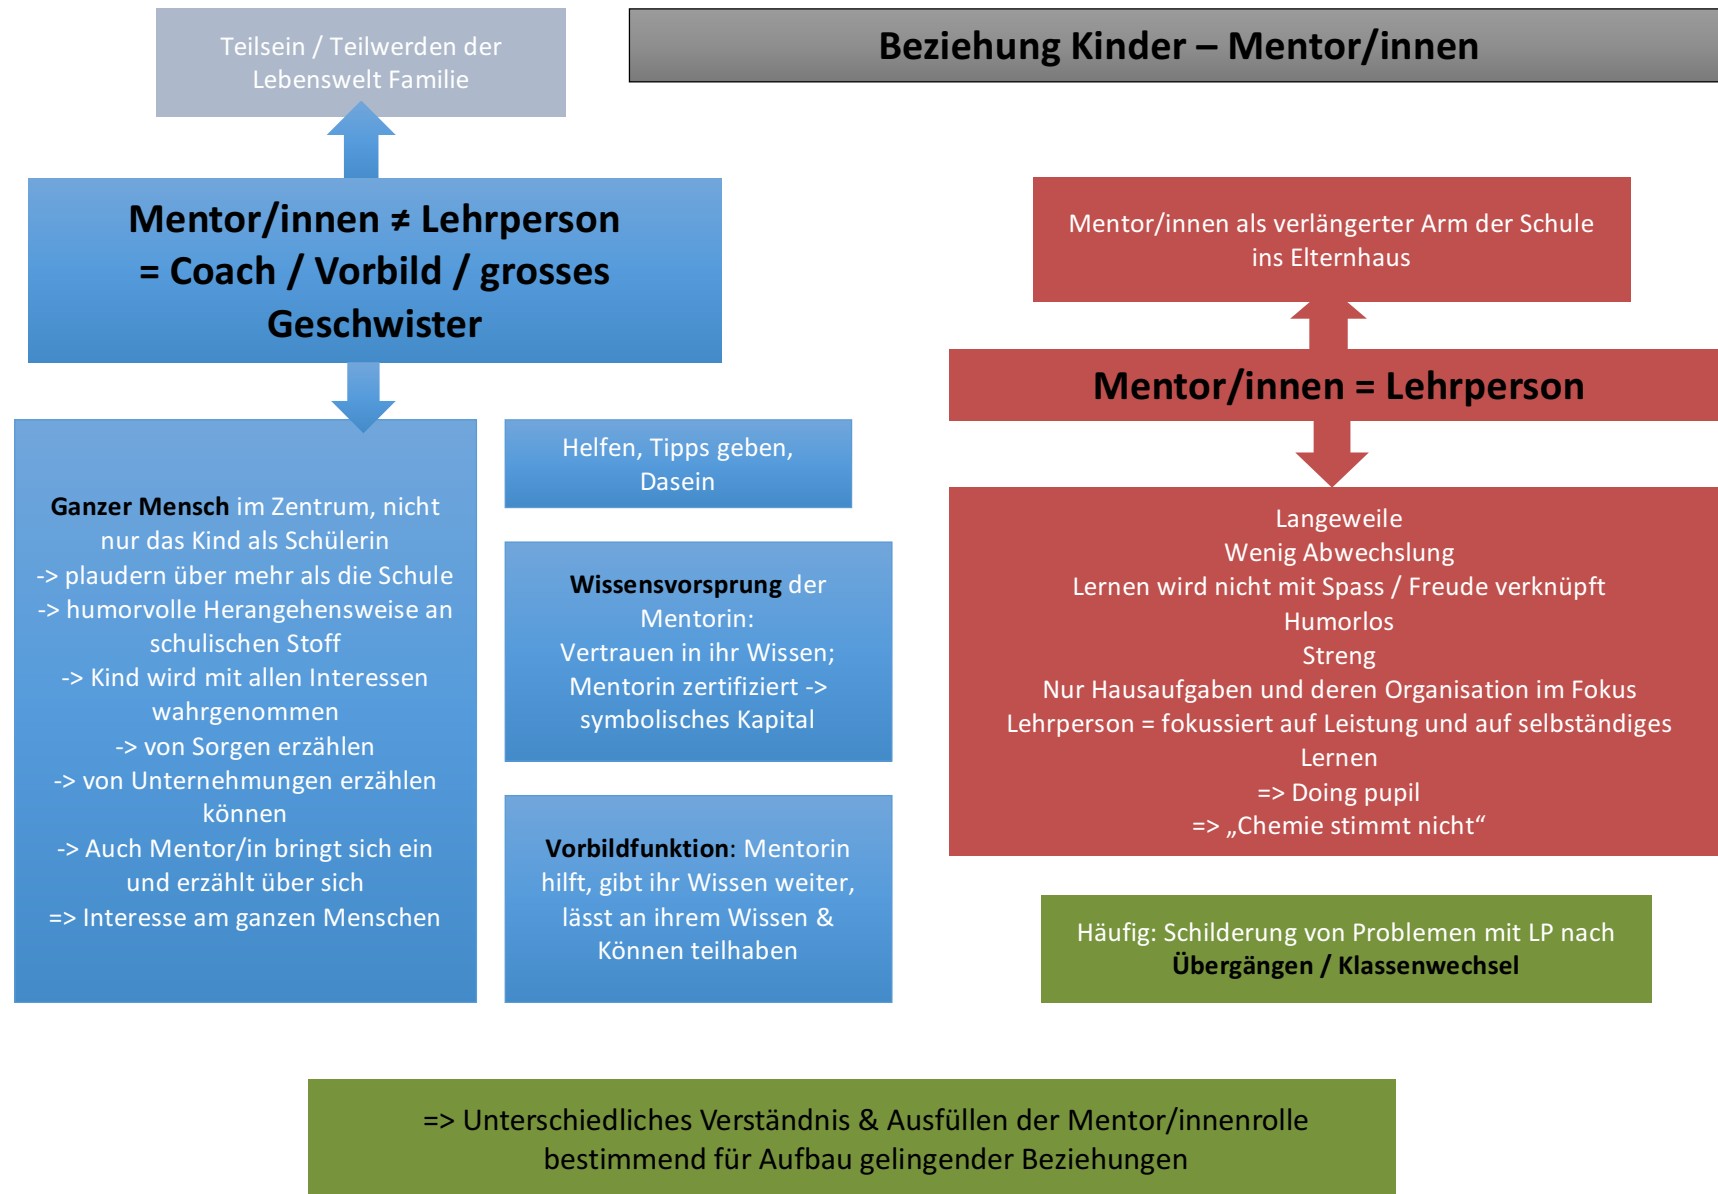 Teilsein / Teilwerden der
Lebenswelt Familie
Beziehung Kinder – Mentor/innen
Mentor/innen ≠ Lehrperson
= Coach / Vorbild / grosses
Geschwister
Mentor/innen als verlängerter Arm der Schule
ins Elternhaus
Mentor/innen = Lehrperson
Ganzer Mensch im Zentrum, nicht
nur das Kind als Schülerin
-> plaudern über mehr als die Schule
-> humorvolle Herangehensweise an
schulischen Stoff
-> Kind wird mit allen Interessen
wahrgenommen
-> von Sorgen erzählen
-> von Unternehmungen erzählen
können
-> Auch Mentor/in bringt sich ein
und erzählt über sich
=> Interesse am ganzen Menschen
Helfen, Tipps geben,
Dasein
Wissensvorsprung der
Mentorin:
Vertrauen in ihr Wissen;
Mentorin zertifiziert ->
symbolisches Kapital
Vorbildfunktion: Mentorin
hilft, gibt ihr Wissen weiter,
lässt an ihrem Wissen &
Können teilhaben
Langeweile
Wenig Abwechslung
Lernen wird nicht mit Spass / Freude verknüpft
Humorlos
Streng
Nur Hausaufgaben und deren Organisation im Fokus
Lehrperson = fokussiert auf Leistung und auf selbständiges
Lernen
=> Doing pupil
=> „Chemie stimmt nicht“
Häufig: Schilderung von Problemen mit LP nach
Übergängen / Klassenwechsel
=> Unterschiedliches Verständnis & Ausfüllen der Mentor/innenrolle
bestimmend für Aufbau gelingender Beziehungen